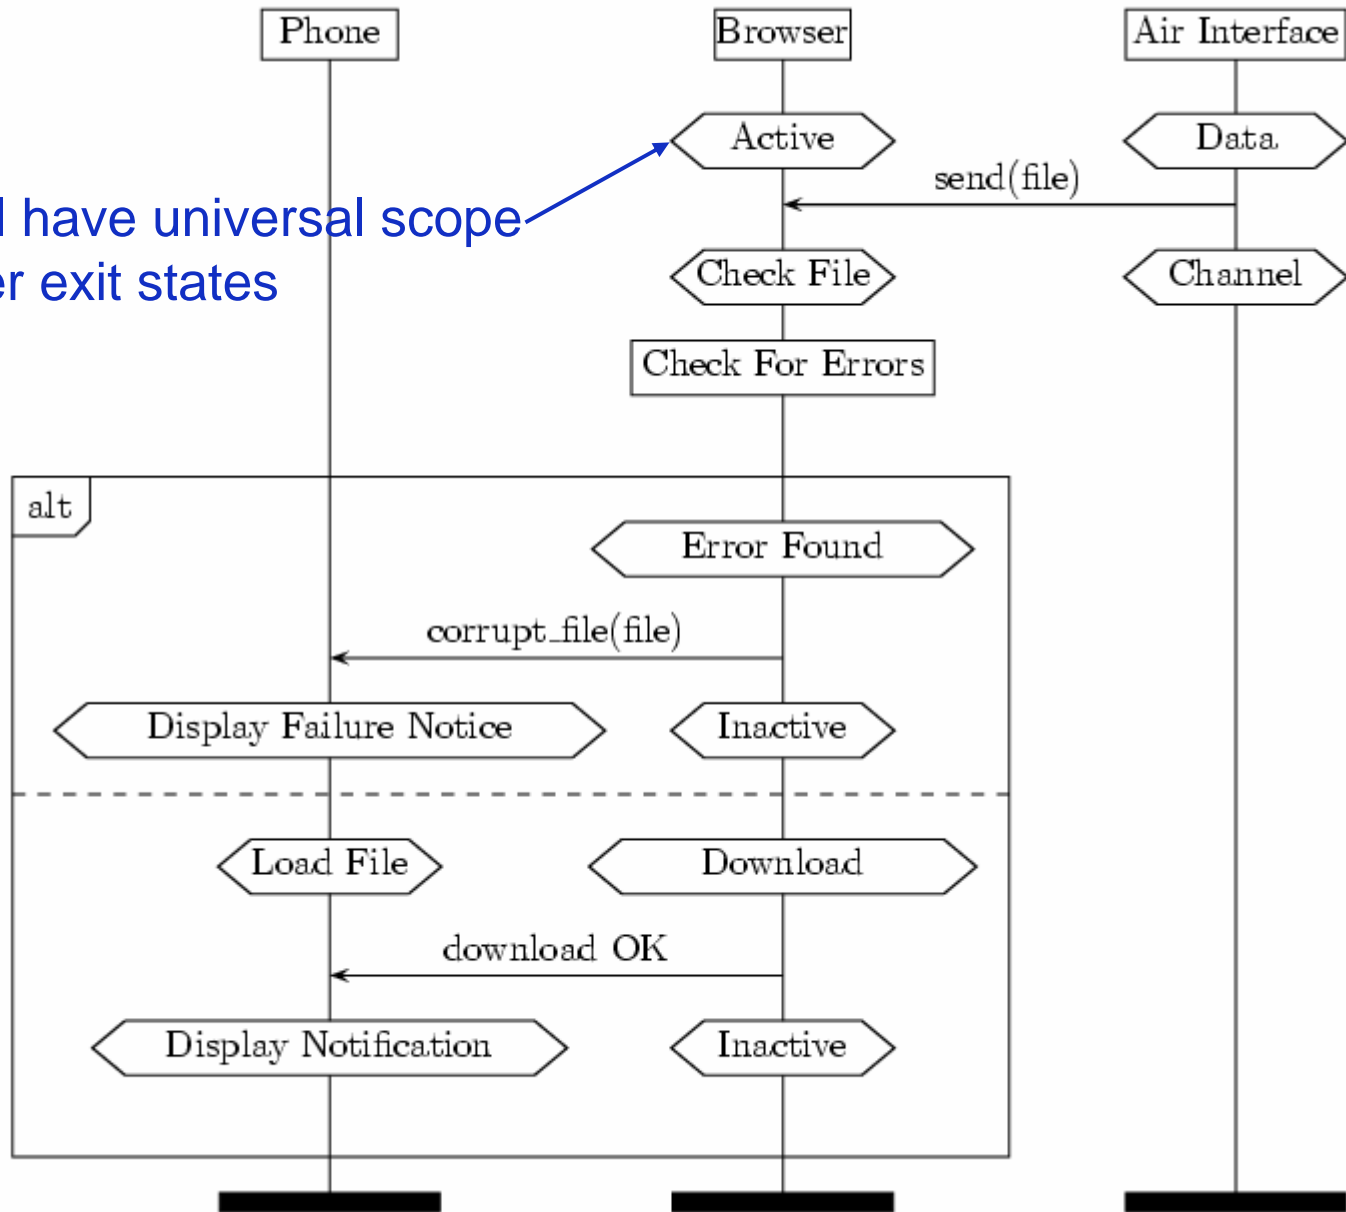 Phone
Browser
Air Interface
Active
Data
send(file)
have universal scope
exit states
Check File
Channel
Check For Errors
alt
Error Found
corrupt_file(file)
Display Failure Notice
Inactive
Load File
Download
download OK
Display Notification
Inactive